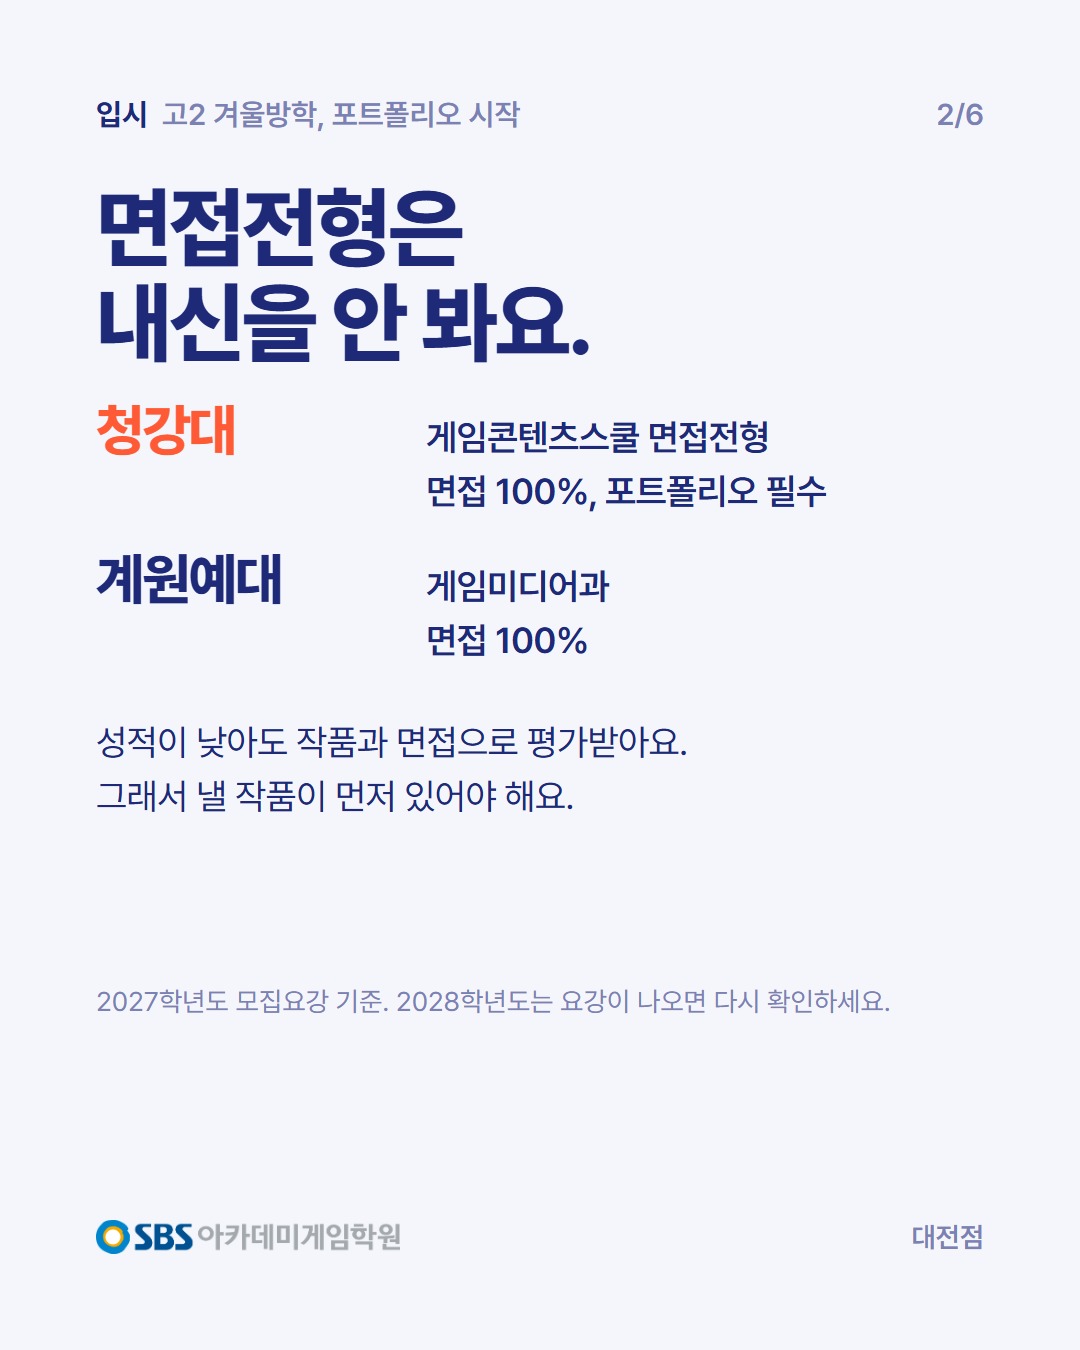 입시 고2 겨울방학, 포트폴리오 시작
2/6
면접전형은
내신을 안 봐요.
청강대
게임콘텐츠스쿨 면접전형
면접 100%, 포트폴리오 필수
계원예대
게임미디어과
면접 100%
성적이 낮아도 작품과 면접으로 평가받아요.
그래서 낼 작품이 먼저 있어야 해요.
2027학년도 모집요강 기준. 2028학년도는 요강이 나오면 다시 확인하세요.
SBS 아카데미게임학원
대전점